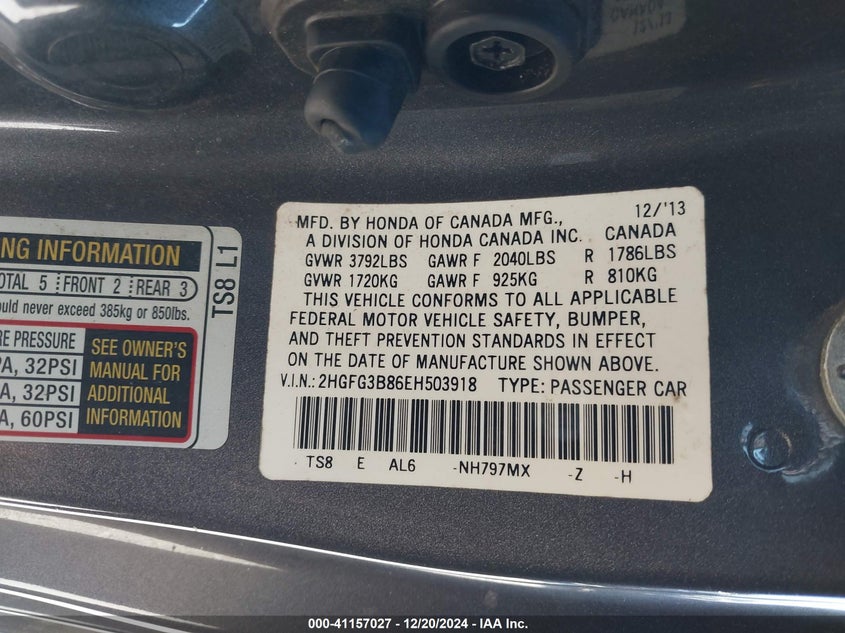 NG INFORMATION
TOTAL 5 FRONT 2 REAR 3
ould never exceed 385kg or 850lbs.
RE PRESSURE
PA, 32PSI
A, 32PSI
A, 60PSI
SEE OWNER'S
MANUAL FOR
ADDITIONAL
INFORMATION
TS8 L1
12/'13
MFD. BY HONDA OF CANADA MFG.,
A DIVISION OF HONDA CANADA INC. CANADA
GVWR 3792LBS GAWR F 2040LBS R 1786LBS
GVWR 1720KG GAWR F 925KG R 810KG
THIS VEHICLE CONFORMS TO ALL APPLICABLE
FEDERAL MOTOR VEHICLE SAFETY, BUMPER,
AND THEFT PREVENTION STANDARDS IN EFFECT
ON THE DATE OF MANUFACTURE SHOWN ABOVE.
V.I.N.: 2HGFG3B86EH503918 TYPE: PASSENGER CAR
TS8 E AL6 -NH797MX -Z -H
000-41157027 - 12/20/2024 - IAA Inc.